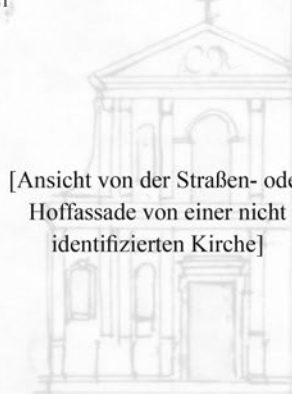 [Ansicht von der Straßen- ode
Hoffassade von einer nicht
identifizierten Kirche]